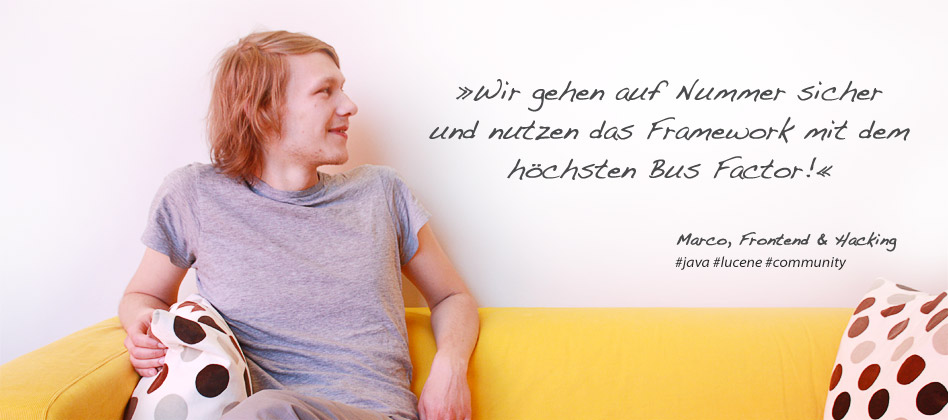 »Wir gehen auf Nummer sicher
und nutzen das Framework mit dem
höchsten Bus Factor!«
Marco, Frontend & Hacking
#java #lucene #community